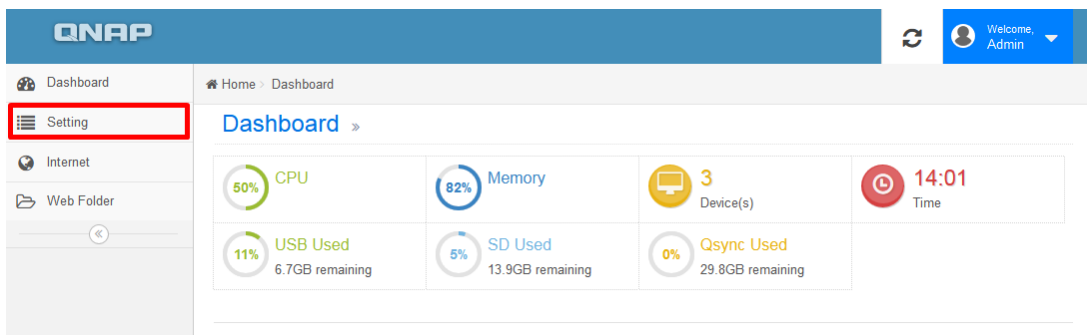 QNAP
Welcome,
Admin
Dashboard
Setting
Internet
Web Folder
Home > Dashboard
Dashboard »
50%
CPU
82%
Memory
3
Device(s)
14:01
Time
11%
USB Used
6.7GB remaining
5%
SD Used
13.9GB remaining
0%
Qsync Used
29.8GB remaining